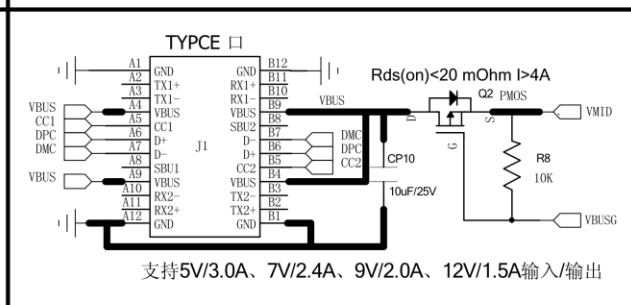 TYPCE 口
A1 GND GND B12
A2 TX1+ RX1+ B11
A3 TX1- RX1- B10
VBUS A4 VBUS VBUS B9 VBUS
CC1 A5 CC1 SBU2 B8
DPC A6 D+ D- B7 DMC
DMC A7 D- D+ B6 DPC
A8 SBU1 CC2 B5 CC2
VBUS A9 VBUS VBUS B4
A10 RX2- TX2- B3
A11 RX2+ TX2+ B2
A12 GND GND B1
J1
CP10
10uF/25V
Rds(on)<20 mOhm I>4A
Q2 PMOS
D S
G
VMID
R8
10K
VBUSG
支持5V/3.0A、7V/2.4A、9V/2.0A、12V/1.5A输入/输出